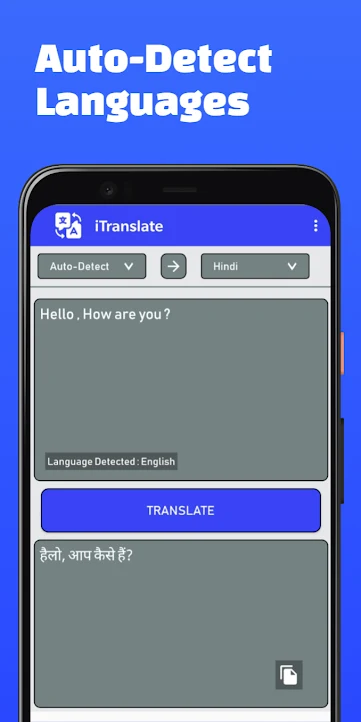 Auto-Detect
Languages
iTranslate
Auto-Detect
Hindi
Hello , How are you ?
Language Detected : English
TRANSLATE
हैलो, आप कैसे हैं?